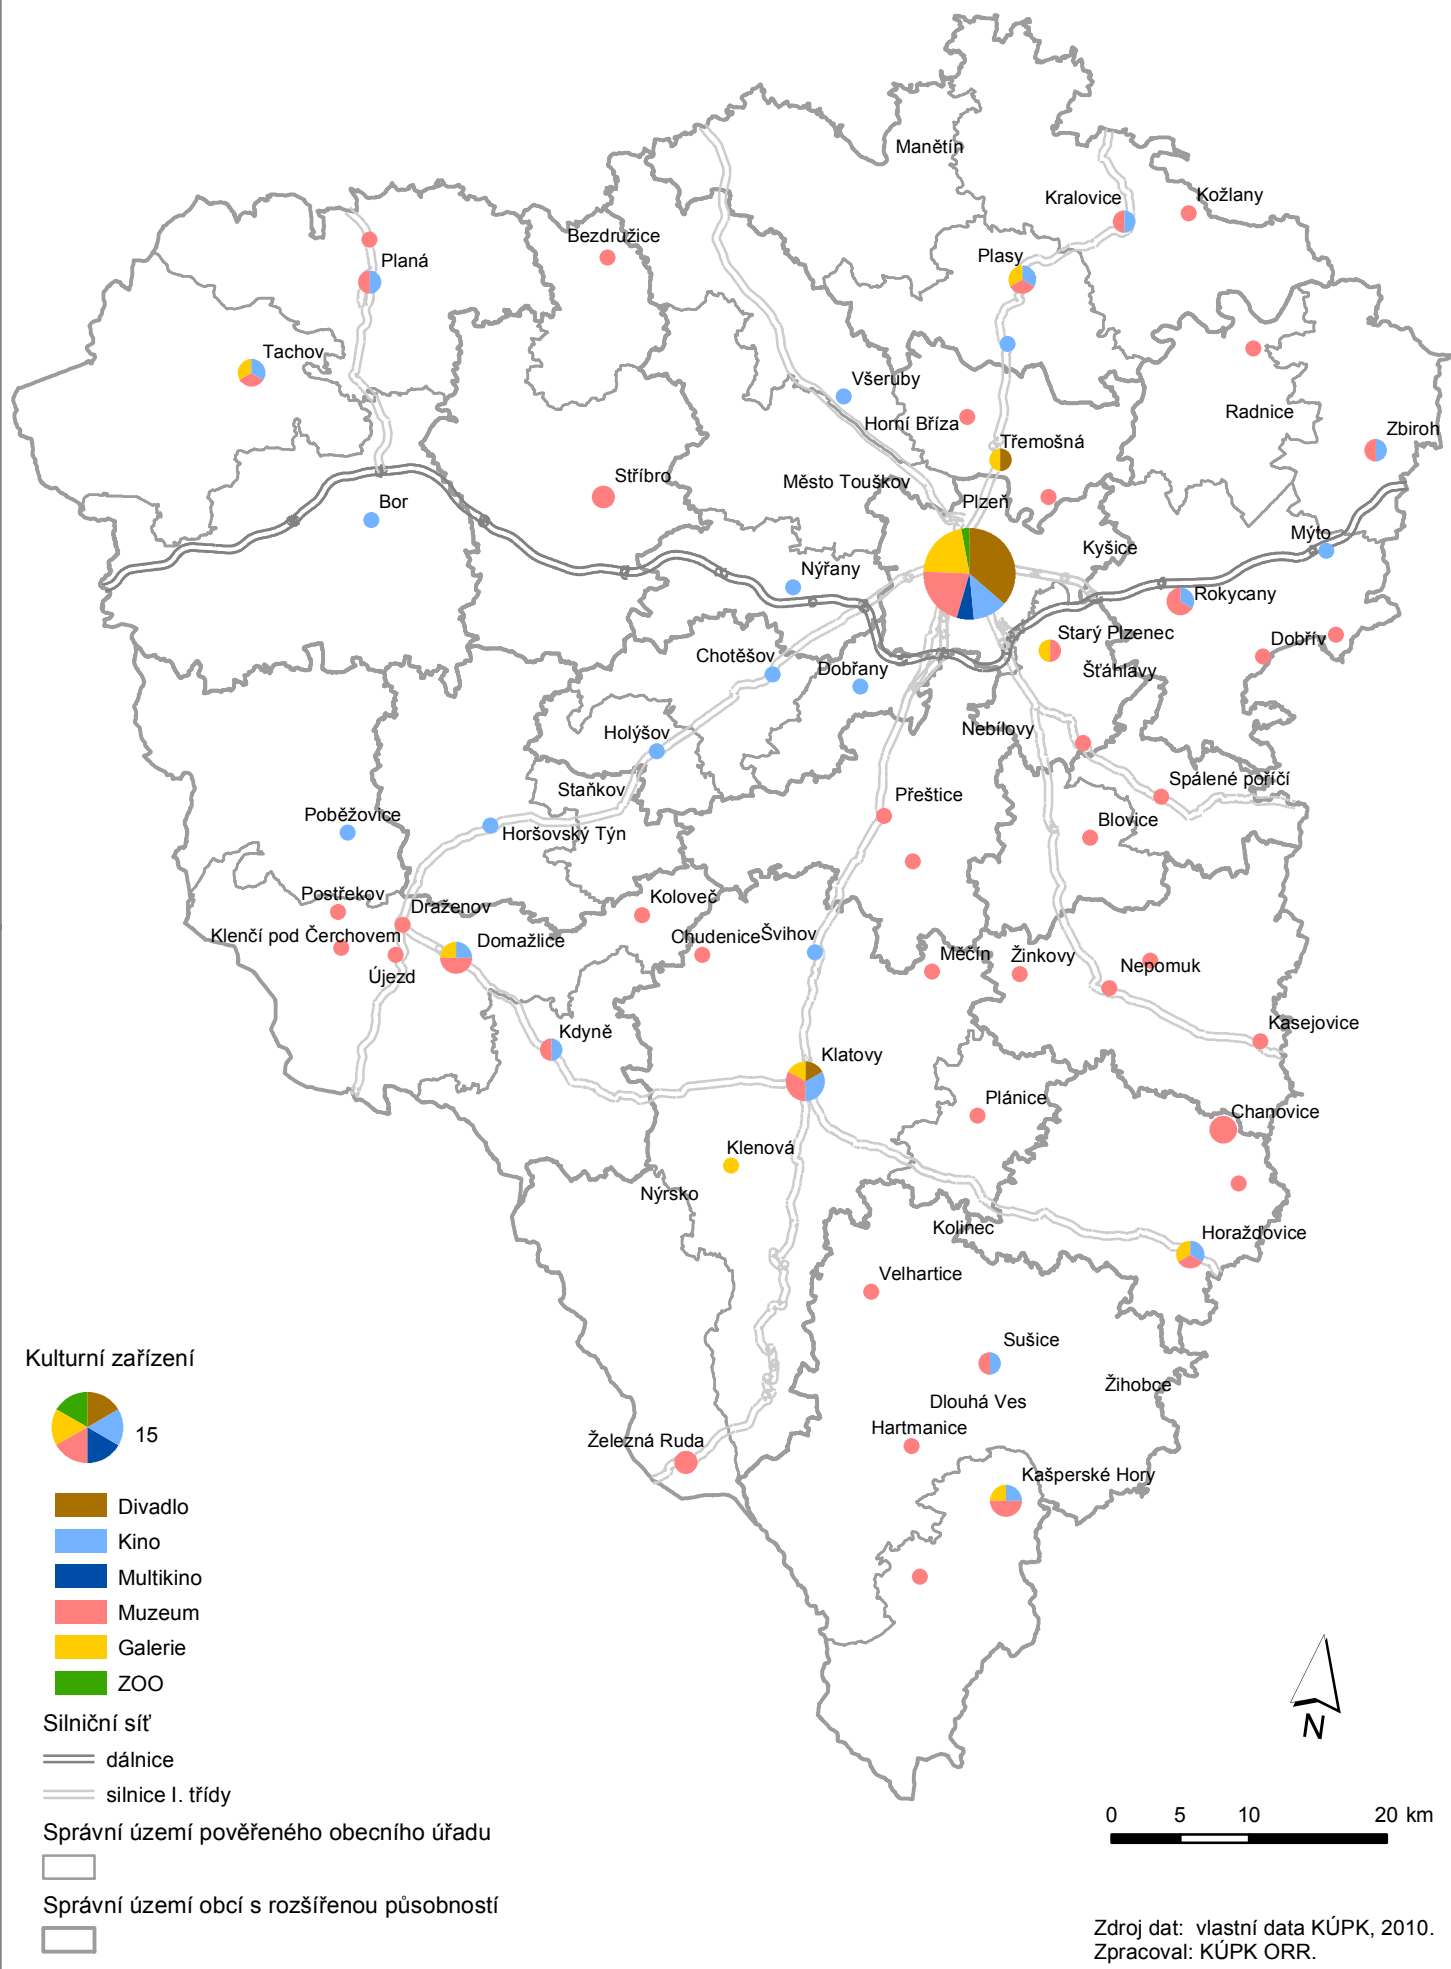 Manětín
Kralovice
Kožlany
Bezdružice
Planá
Plasy
Tachov
Všeruby
Radnice
Horní Bříza
Zbiroh
Třemošná
Stříbro
Město Touškov
Plzeň
Bor
Mýto
Kyšice
Nýřany
Rokycany
Starý Plzenec
Dobřív
Chotěšov
Dobřany
Šťáhlavy
Nebílovy
Holýšov
Spálené poříčí
Staňkov
Přeštice
Poběžovice
Blovice
Horšovský Týn
Postřekov
Koloveč
Draženov
Klenčí pod Čerchovem
Domažlice
Chudenice
Švihov
Měčín
Žinkovy
Nepomuk
Újezd
Kasejovice
Kdyně
Klatovy
Plánice
Chanovice
Klenová
Nýrsko
Kolinec
Horažďovice
Velhartice
Sušice
Žihobce
Dlouhá Ves
Hartmanice
Železná Ruda
Kašperské Hory
Kulturní zařízení
15
Divadlo
Kino
Multikino
Muzeum
Galerie
ZOO
Silniční síť
dálnice
silnice I. třídy
Správní území pověřeného obecního úřadu
Správní území obcí s rozšířenou působností
N
0 5 10 20 km
Zdroj dat: vlastní data KÚPK, 2010.
Zpracoval: KÚPK ORR.